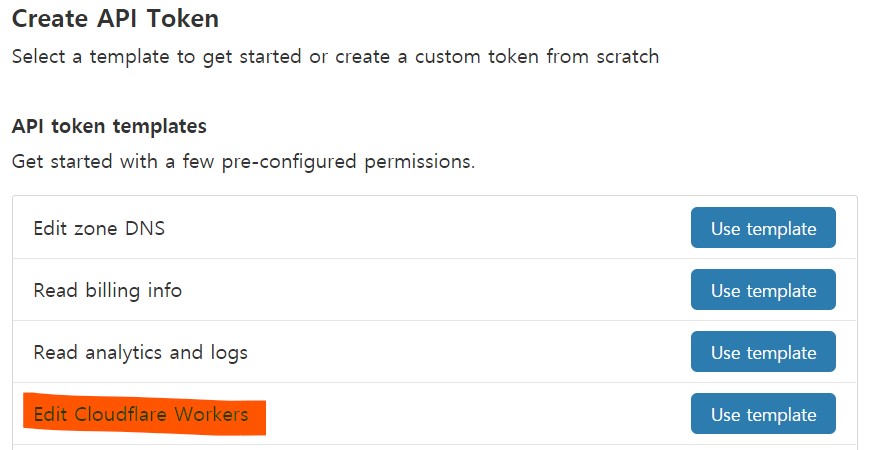 Create API Token
Select a template to get started or create a custom token from scratch
API token templates
Get started with a few pre-configured permissions.
Edit zone DNS Use template
Read billing info Use template
Read analytics and logs Use template
Edit Cloudflare Workers Use template